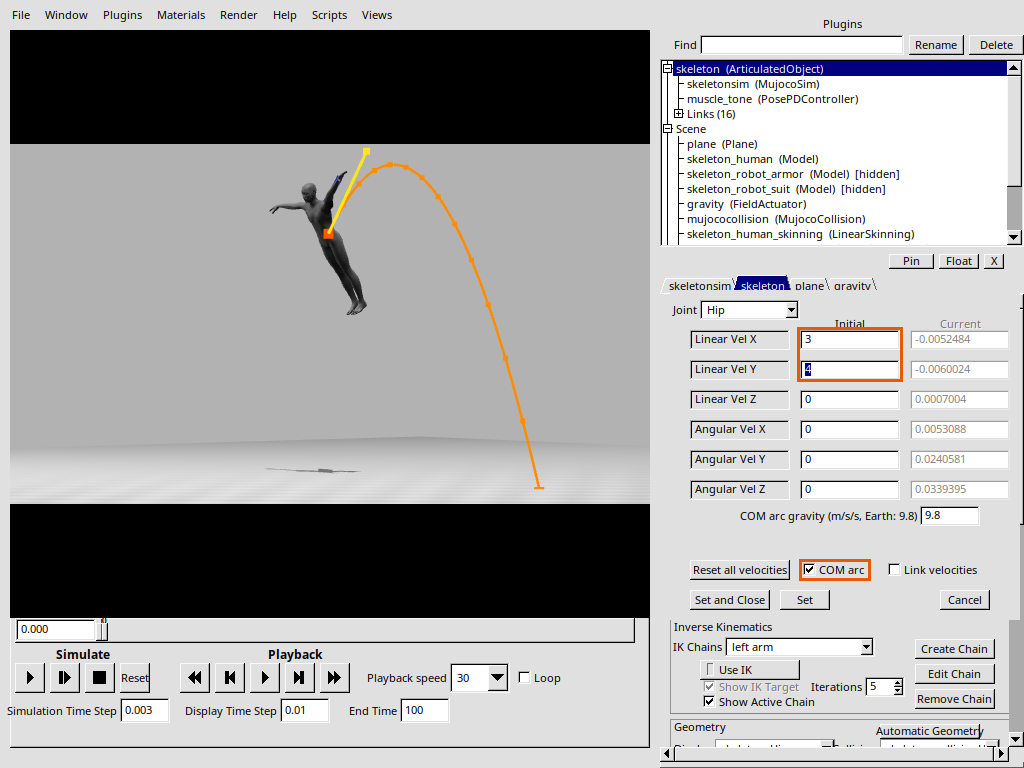 File Window Plugins Materials Render Help Scripts Views
Plugins
Find Rename Delete
skeleton (ArticulatedObject)
skeletonsim (MujocoSim)
muscle_tone (PosePDController)
Links (16)
Scene
plane (Plane)
skeleton_human (Model)
skeleton_robot_armor (Model) [hidden]
skeleton_robot_suit (Model) [hidden]
gravity (FieldActuator)
mujococollision (MujocoCollision)
skeleton_human_skinning (LinearSkinning)
Pin Float X
skeletonsim skeleton plane gravity
Joint Hip
Initial Current
Linear Vel X 3 -0.0052484
Linear Vel Y 4 -0.0060024
Linear Vel Z 0 0.0007004
Angular Vel X 0 0.0053088
Angular Vel Y 0 0.0240581
Angular Vel Z 0 0.0339395
COM arc gravity (m/s/s, Earth: 9.8) 9.8
Reset all velocities COM arc Link velocities
Set and Close Set Cancel
Inverse Kinematics
IK Chains left arm Create Chain
Use IK Edit Chain
Show IK Target Iterations 5
Show Active Chain Remove Chain
Geometry Automatic Geometry
0.000
Simulate Playback
Reset Playback speed 30 Loop
Simulation Time Step 0.003 Display Time Step 0.01 End Time 100